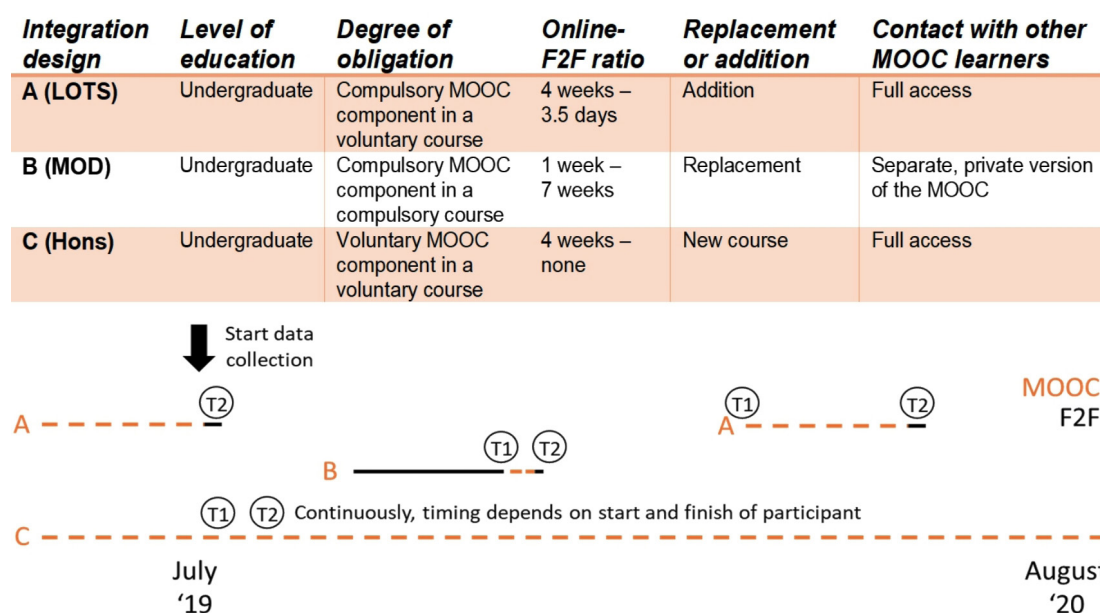 Integration design Level of education Degree of obligation Online-F2F ratio Replacement or addition Contact with other MOOC learners
A (LOTS) Undergraduate Compulsory MOOC component in a voluntary course 4 weeks – 3.5 days Addition Full access
B (MOD) Undergraduate Compulsory MOOC component in a compulsory course 1 week – 7 weeks Replacement Separate, private version of the MOOC
C (Hons) Undergraduate Voluntary MOOC component in a voluntary course 4 weeks – none New course Full access
Start data
collection
T2
A
T1
A
T2
MOOC
F2F
B
T1
T2
T1 T2 Continuously, timing depends on start and finish of participant
C
July
'19
August
'20